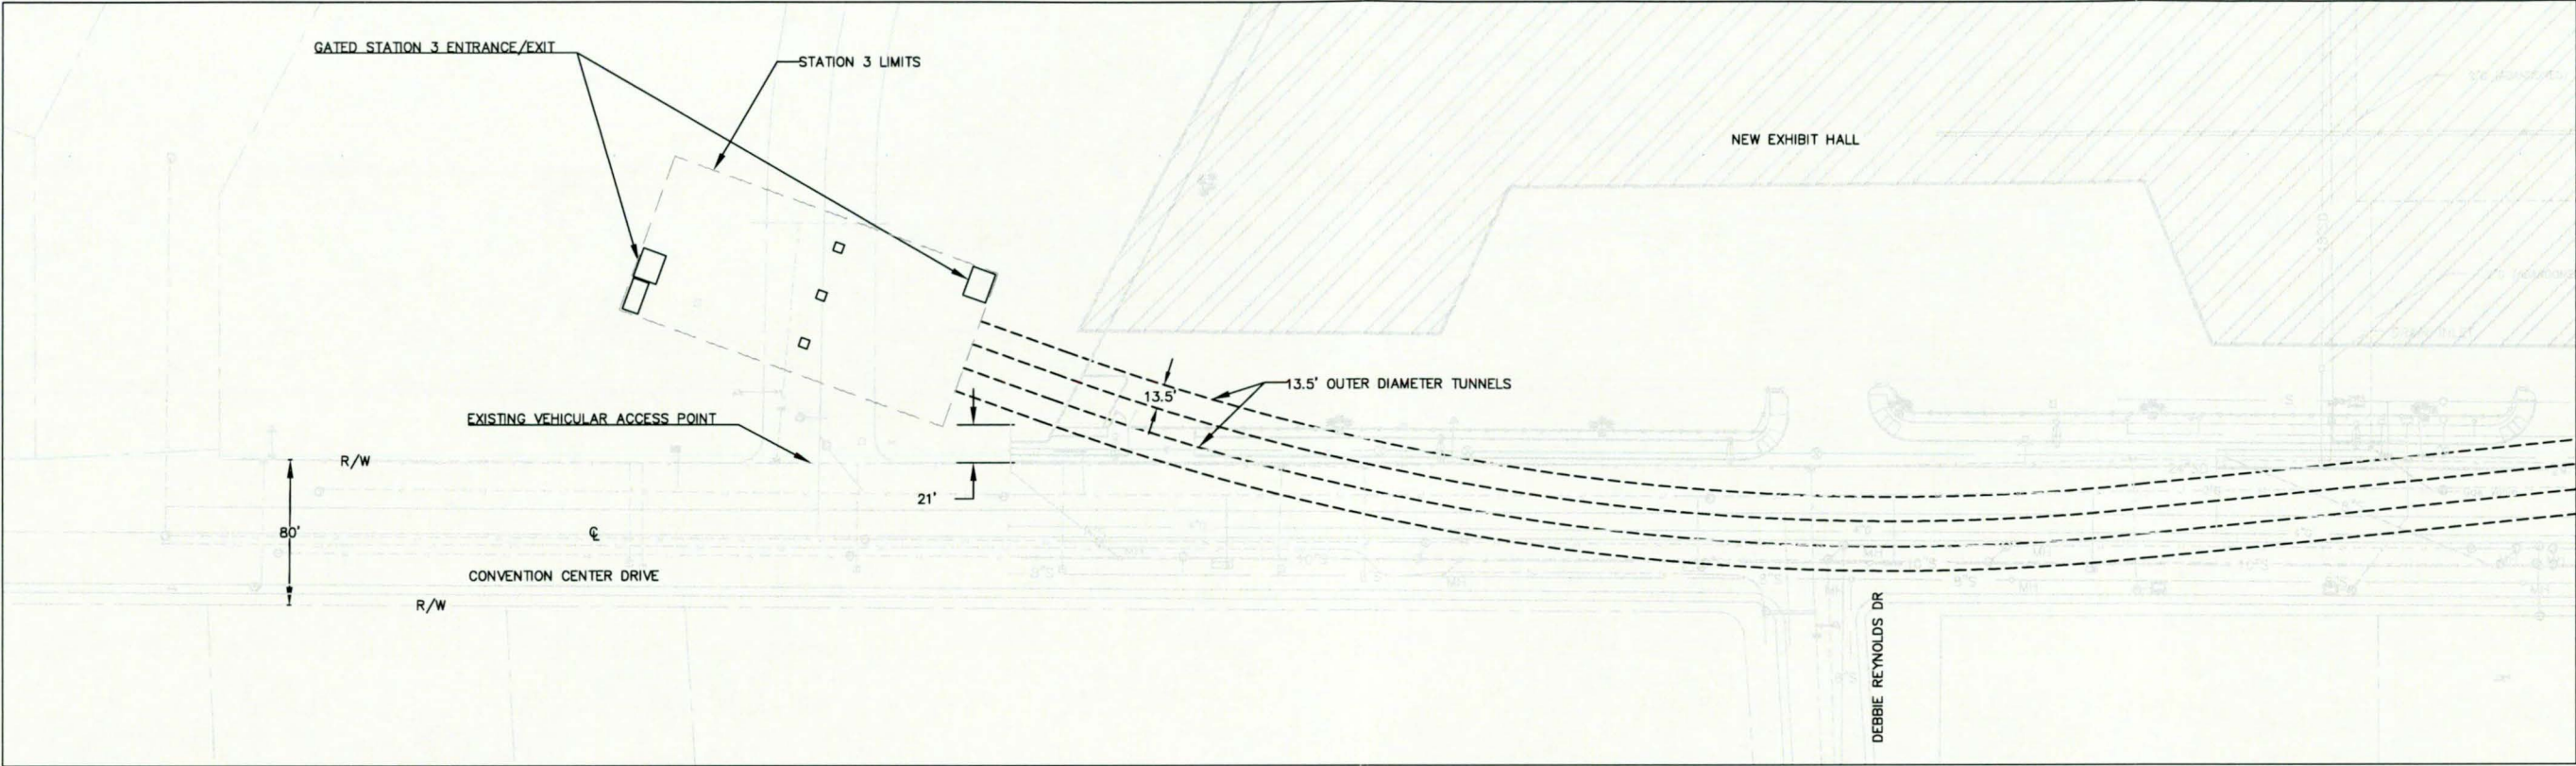 GATED STATION 3 ENTRANCE/EXIT
STATION 3 LIMITS
NEW EXHIBIT HALL
13.5' OUTER DIAMETER TUNNELS
13.5'
EXISTING VEHICULAR ACCESS POINT
R/W
21'
80'
℄
CONVENTION CENTER DRIVE
R/W
DEBBIE REYNOLDS DR